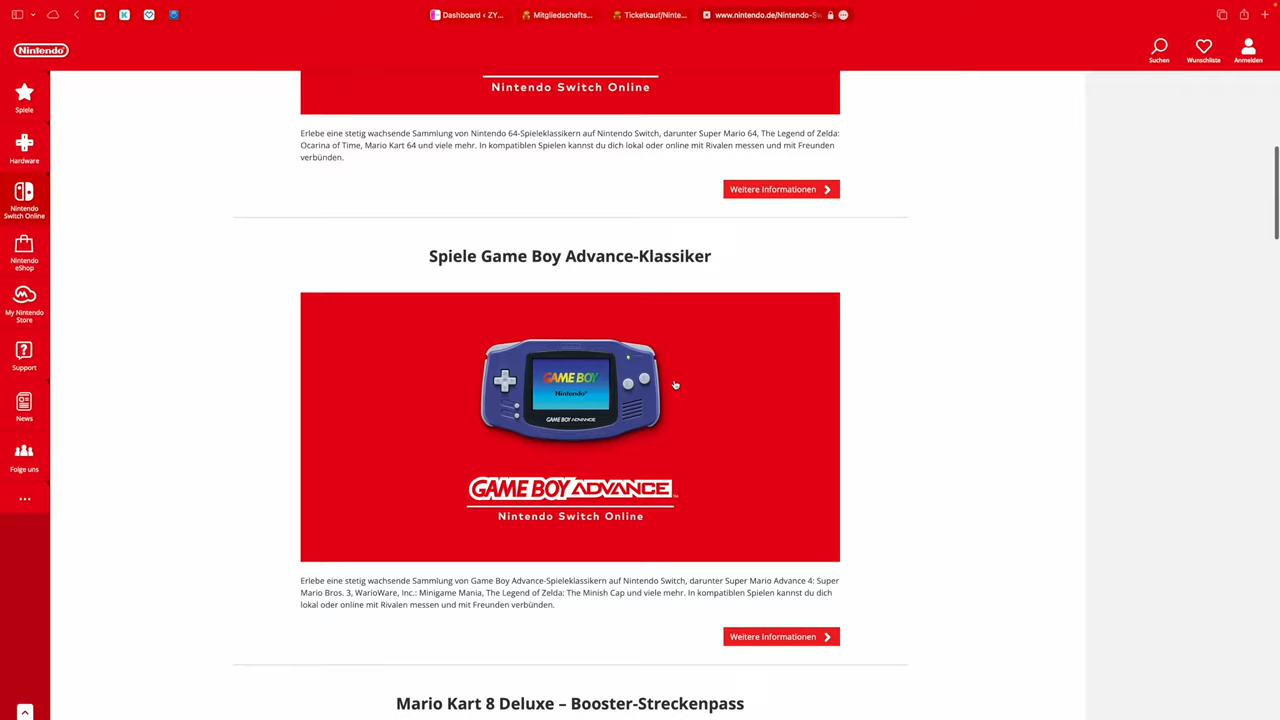 Dashboard ‹ ZY...
Mitgliedschafts...
Ticketkauf/Ninte...
www.nintendo.de/Nintendo-Sw
Nintendo
Suchen
Wunschliste
Anmelden
Spiele
Hardware
Nintendo
Switch Online
Nintendo
eShop
My Nintendo
Store
Support
News
Folge uns
Nintendo Switch Online
Erlebe eine stetig wachsende Sammlung von Nintendo 64-Spieleklassikern auf Nintendo Switch, darunter Super Mario 64, The Legend of Zelda:
Ocarina of Time, Mario Kart 64 und viele mehr. In kompatiblen Spielen kannst du dich lokal oder online mit Rivalen messen und mit Freunden
verbünden.
Weitere Informationen
Spiele Game Boy Advance-Klassiker
GAME BOY
Nintendo
GAME BOY ADVANCE
GAME BOY ADVANCE™
Nintendo Switch Online
Erlebe eine stetig wachsende Sammlung von Game Boy Advance-Spieleklassikern auf Nintendo Switch, darunter Super Mario Advance 4: Super
Mario Bros. 3, WarioWare, Inc.: Minigame Mania, The Legend of Zelda: The Minish Cap und viele mehr. In kompatiblen Spielen kannst du dich
lokal oder online mit Rivalen messen und mit Freunden verbünden.
Weitere Informationen
Mario Kart 8 Deluxe – Booster-Streckenpass